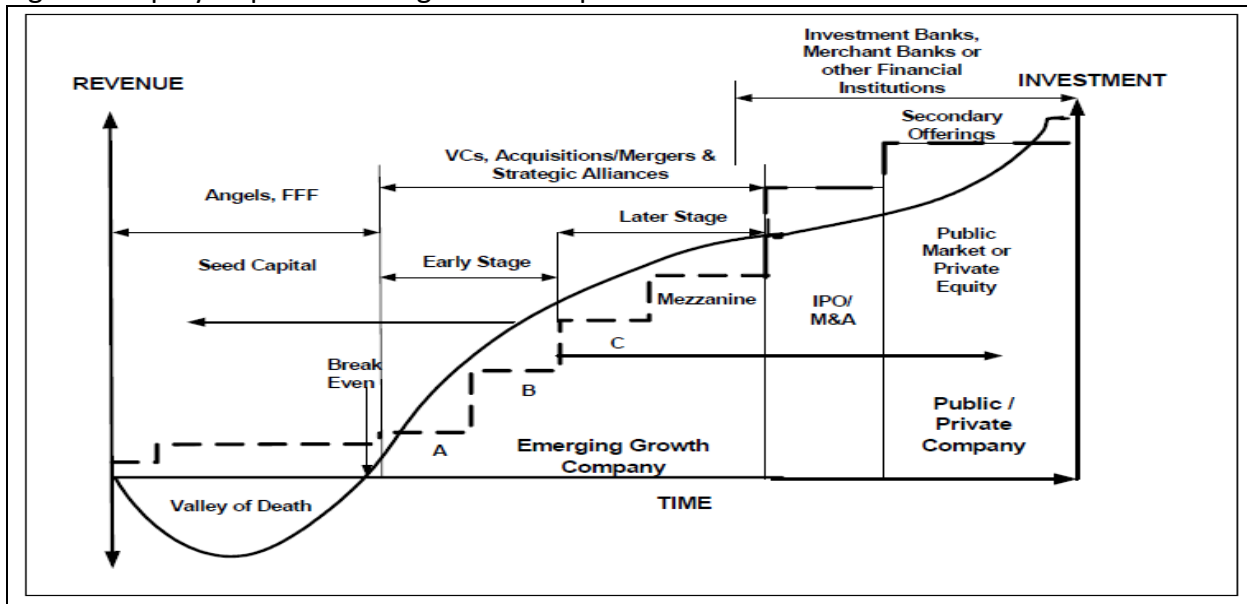 Investment Banks,
Merchant Banks or
other Financial
Institutions
REVENUE
INVESTMENT
Secondary
Offerings
VCs, Acquisitions/Mergers &
Strategic Alliances
Angels, FFF
Later Stage
Seed Capital
Early Stage
Public
Market or
Private
Equity
Mezzanine
IPO/
M&A
C
Break
Even
B
A
Public /
Private
Company
Emerging Growth
Company
Valley of Death
TIME